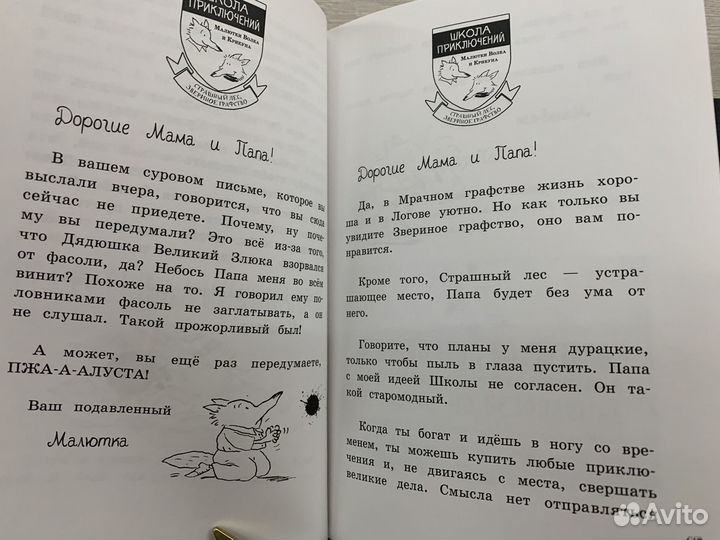 ШКОЛА
ПРИКЛЮЧЕНИЙ
Малютки Волка
и Крикуна
СТРАШНЫЙ ЛЕС,
ЗВЕРИНОЕ ГРАФСТВО
Дорогие Мама и Папа!
В вашем суровом письме, которое вы
выслали вчера, говорится, что вы сюда
сейчас не приедете. Почему, ну поче-
му вы передумали? Это всё из-за того,
что Дядюшка Великий Злюка взорвался
от фасоли, да? Небось Папа меня во всём
винит? Похоже на то. Я говорил ему по-
ловниками фасоль не заглатывать, а он
не слушал. Такой прожорливый был!
А может, вы ещё раз передумаете,
ПЖА-А-АЛУСТА!
Ваш подавленный
Малютка
ШКОЛА
ПРИКЛЮЧЕНИЙ
Малютки Волка
и Крикуна
СТРАШНЫЙ ЛЕС,
ЗВЕРИНОЕ ГРАФСТВО
Дорогие Мама и Папа!
Да, в Мрачном графстве жизнь хоро-
ша и в Логове уютно. Но как только вы
увидите Звериное графство, оно вам по-
нравится.
Кроме того, Страшный лес — устра-
шающее место, Папа будет без ума от
него.
Говорите, что планы у меня дурацкие,
только чтобы пыль в глаза пустить. Папа
с моей идеей Школы не согласен. Он та-
кой старомодный.
Когда ты богат и идёшь в ногу со вре-
менем, ты можешь купить любые приклю-
чения и, не двигаясь с места, свершать
великие дела. Смысла нет отправляться
Avito